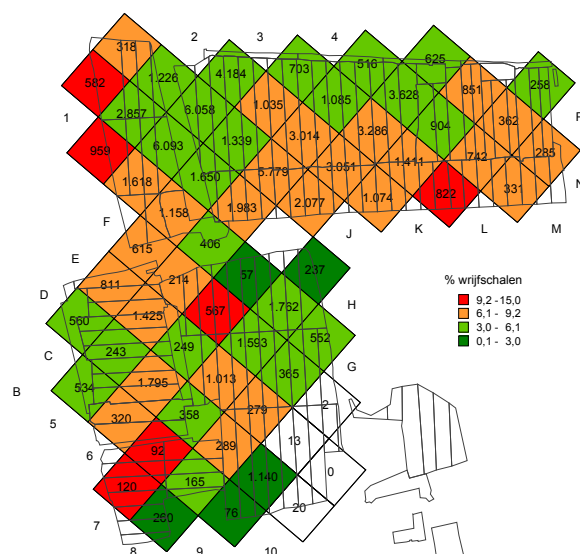 2 3 4
318 625
582 1.226 4.184 703 516 258
851
2.857 6.058 1.035 1.085 3.628 362
1 904
959 6.093 1.339 3.014 3.286 742 285
1.618 1.650 5.779 3.051 1.411 331
F 1.158 1.983 2.077 1.074 822 N
615 406 J K L M
E
811 214 57 237
D
560 1.425 567 1.762 H
C 243 249 1.593 552
B 534 1.795 1.013 365 G
5 320 358 279 2
6 92 289 13
120 165 1.140 0
7 260 76 20
8 9 10
% wrijfschalen
9,2 -15,0
6,1 - 9,2
3,0 - 6,1
0,1 - 3,0